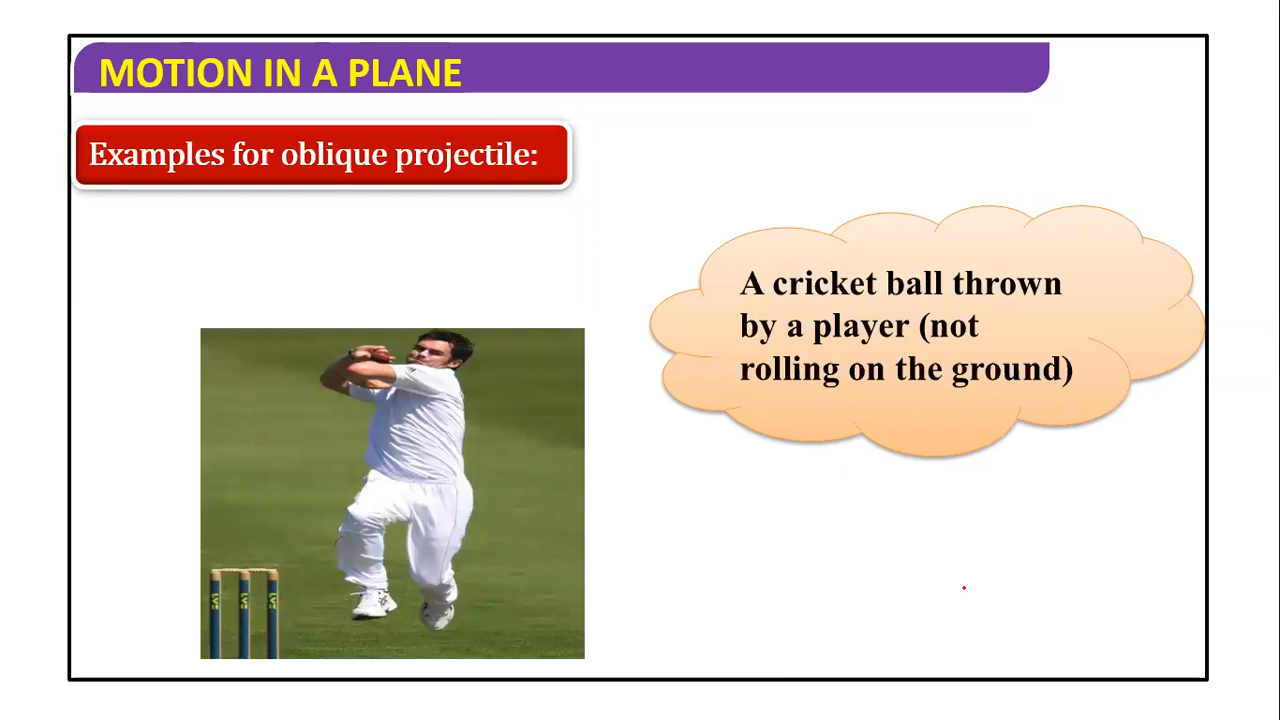 MOTION IN A PLANE
Examples for oblique projectile:
A cricket ball thrown
by a player (not
rolling on the ground)